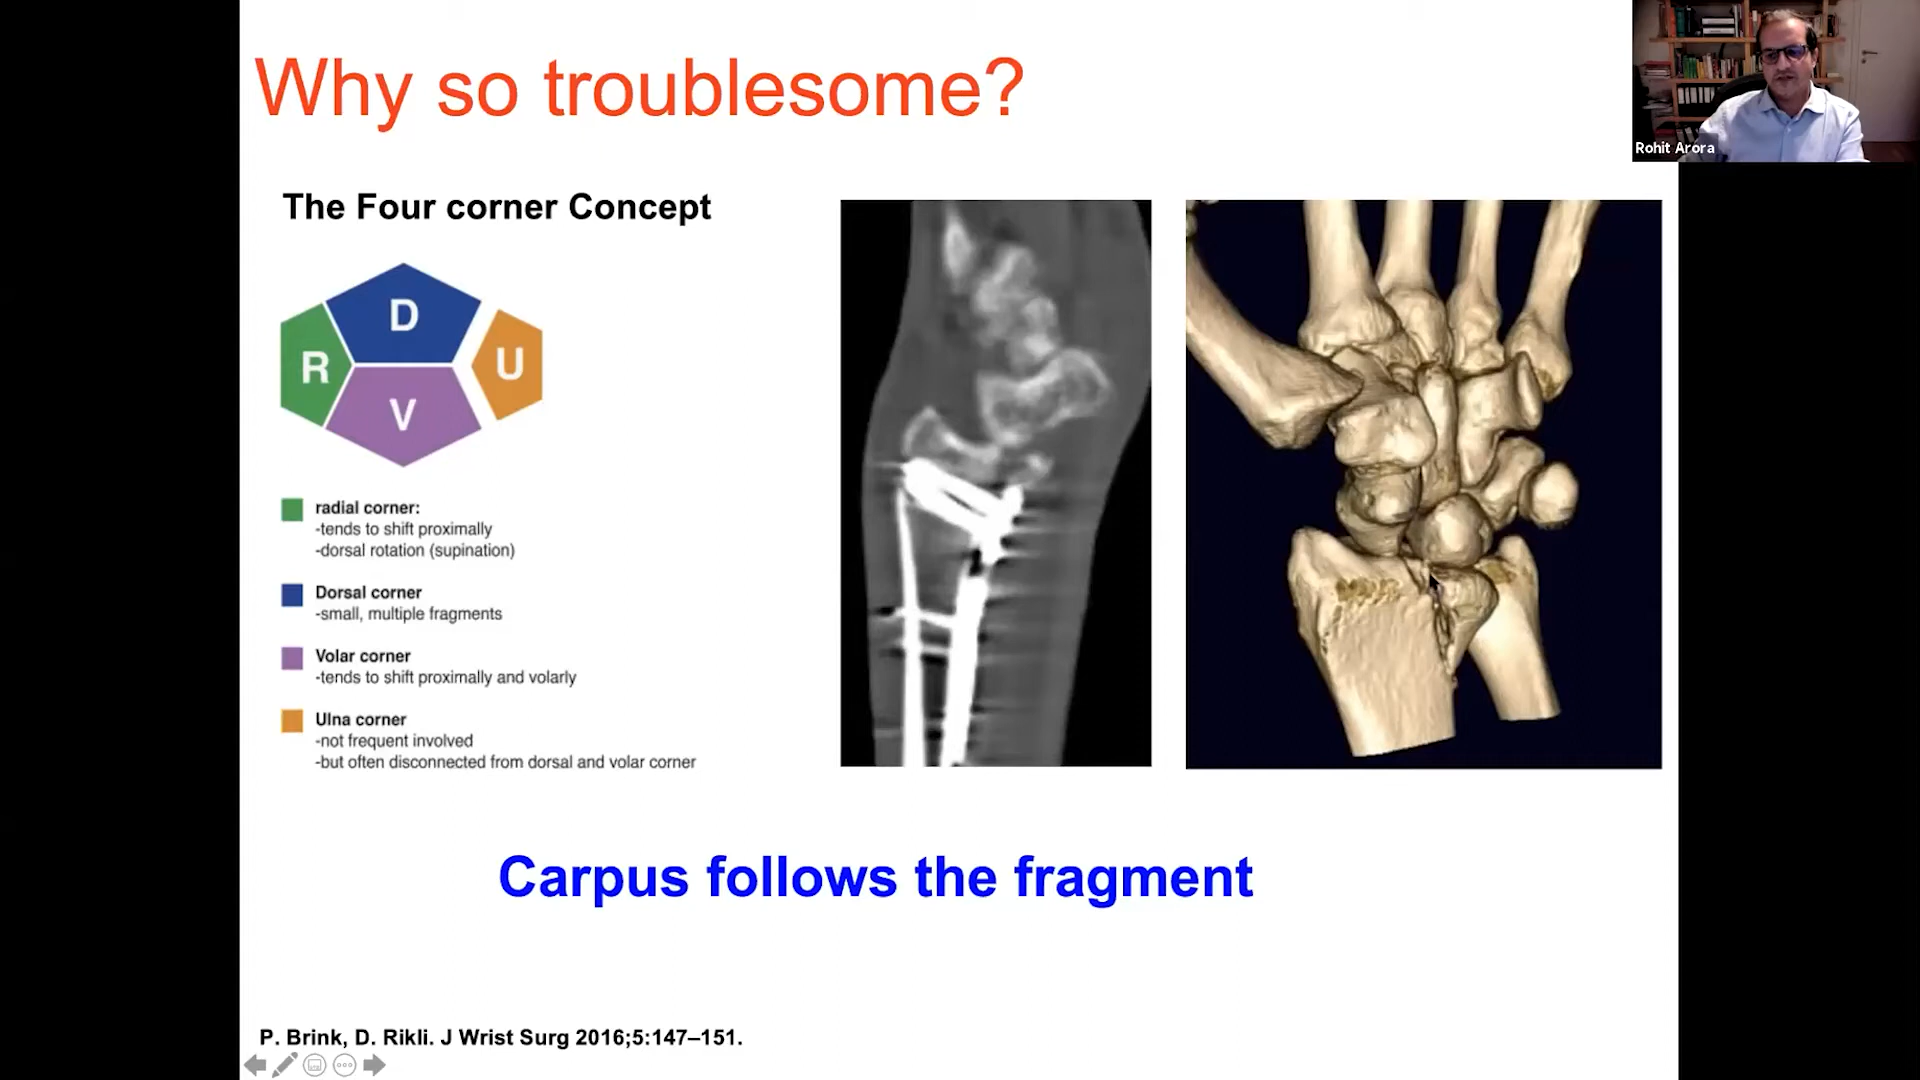 Why so troublesome?
Rohit Arora
The Four corner Concept
D
R
U
V
radial corner:
-tends to shift proximally
-dorsal rotation (supination)
Dorsal corner
-small, multiple fragments
Volar corner
-tends to shift proximally and volarly
Ulna corner
-not frequent involved
-but often disconnected from dorsal and volar corner
Carpus follows the fragment
P. Brink, D. Rikli. J Wrist Surg 2016;5:147–151.